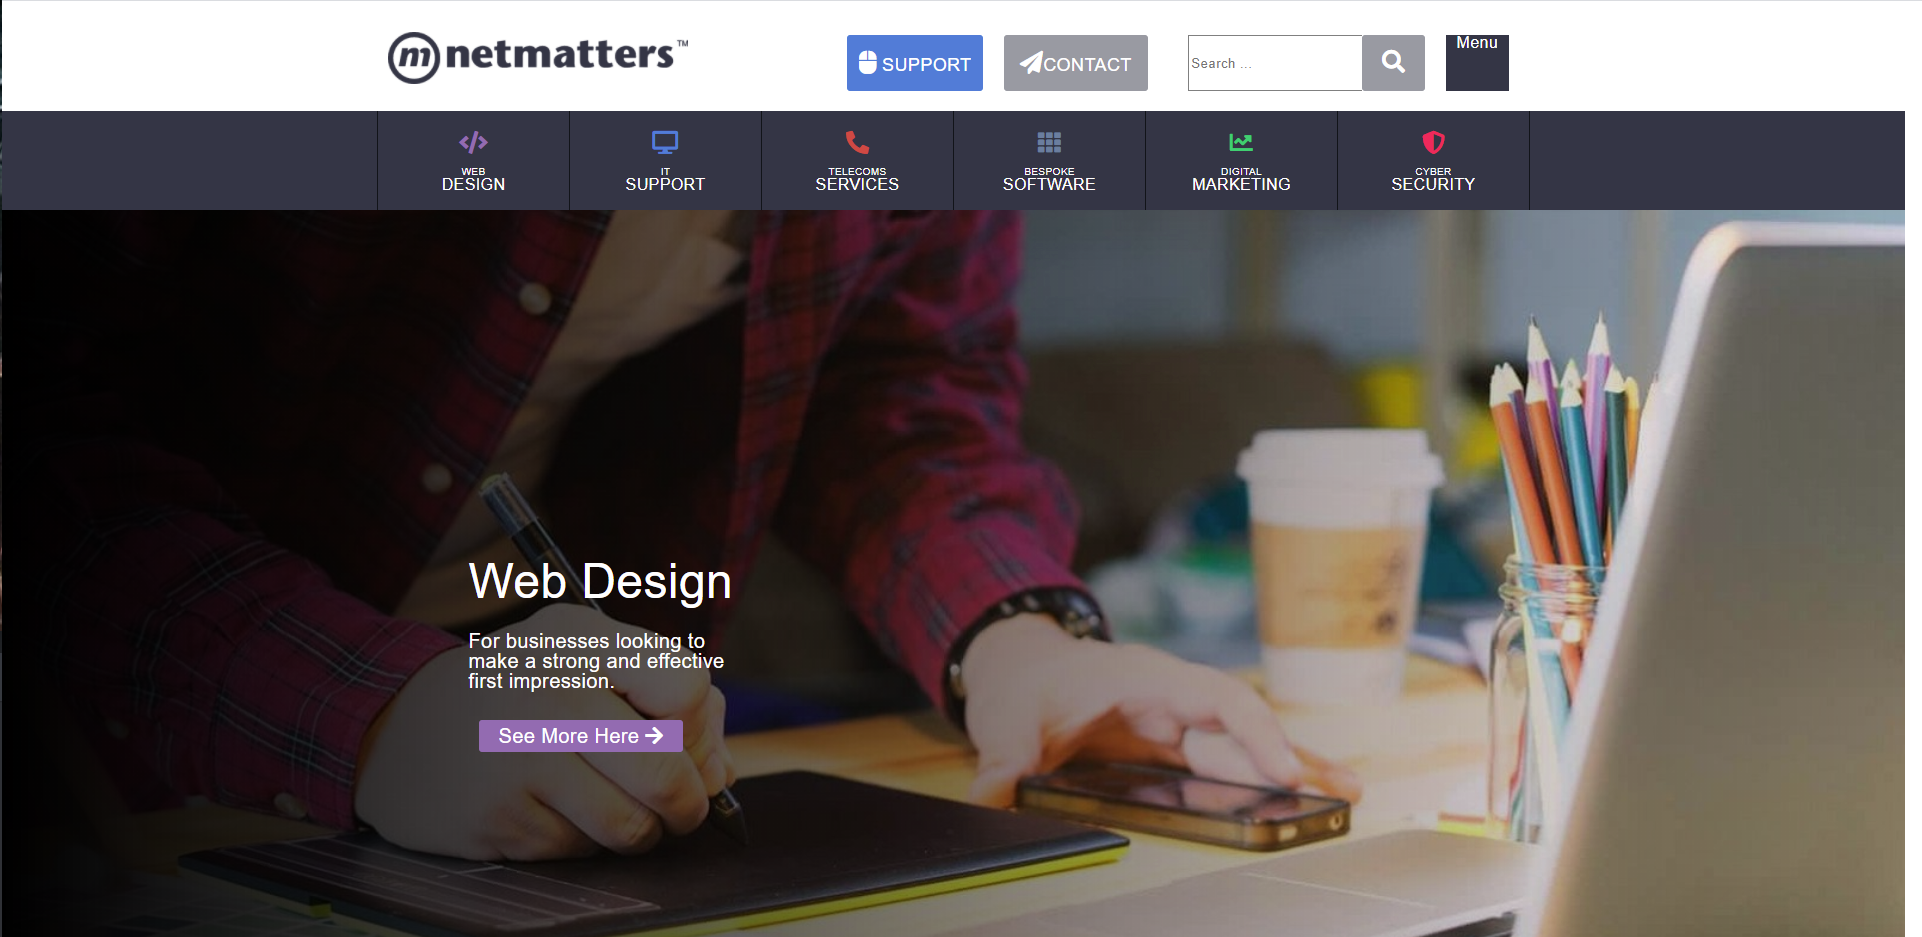 netmatters™
SUPPORT
CONTACT
Search ...
Menu
WEB
DESIGN
IT
SUPPORT
TELECOMS
SERVICES
BESPOKE
SOFTWARE
DIGITAL
MARKETING
CYBER
SECURITY
Web Design
For businesses looking to
make a strong and effective
first impression.
See More Here